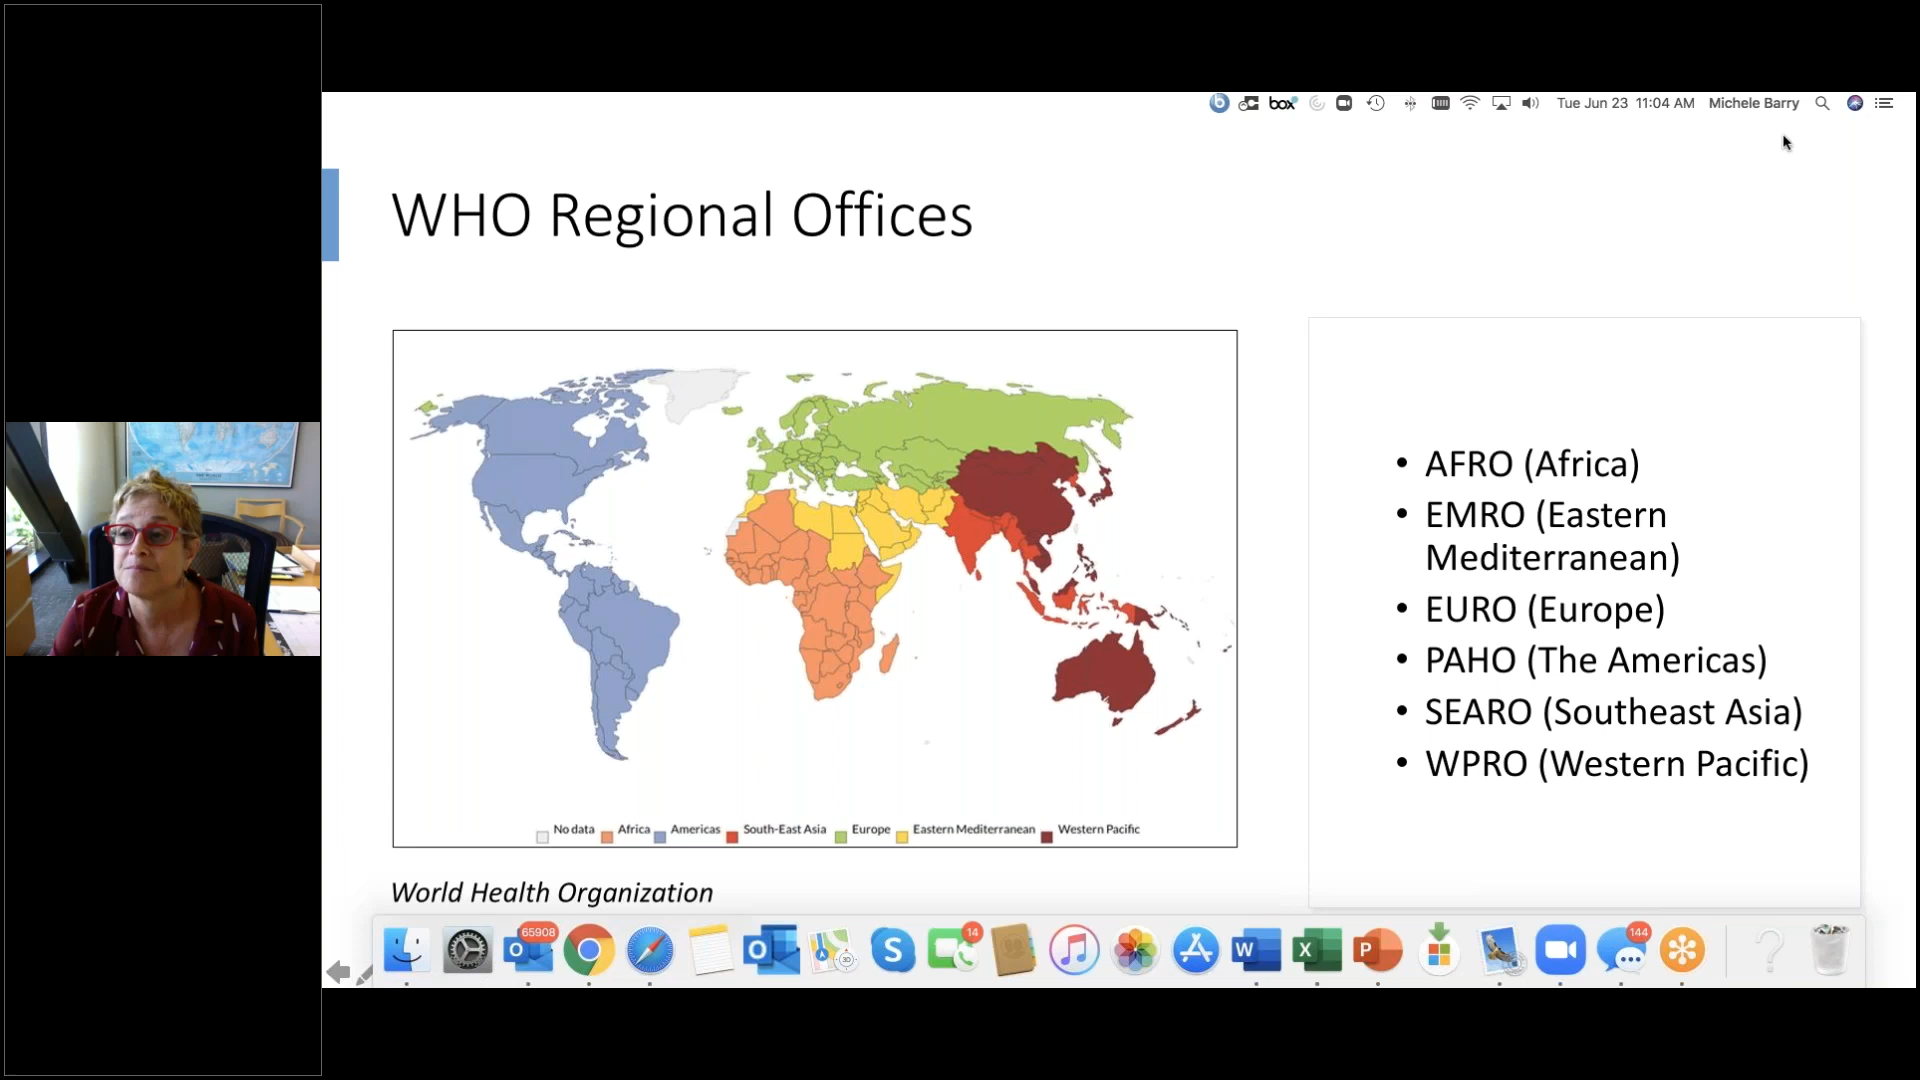 box
Tue Jun 23 11:04 AM Michele Barry
WHO Regional Offices
No data Africa Americas South-East Asia Europe Eastern Mediterranean Western Pacific
World Health Organization
• AFRO (Africa)
• EMRO (Eastern
Mediterranean)
• EURO (Europe)
• PAHO (The Americas)
• SEARO (Southeast Asia)
• WPRO (Western Pacific)
65908
14
144
O
O
3D
S
W
X
P
?